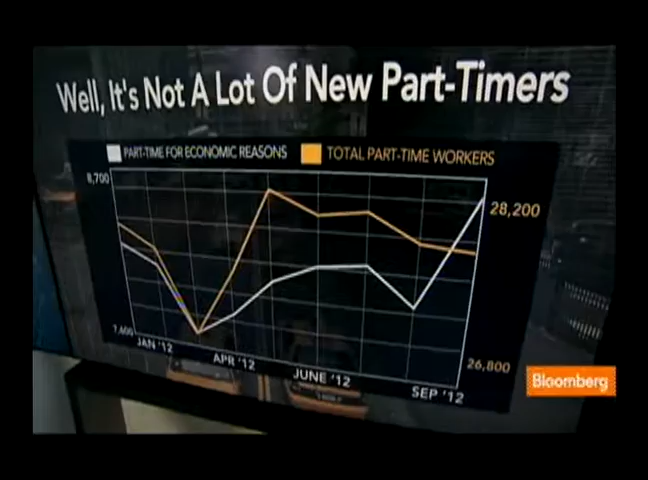 Well, It's Not A Lot Of New Part-Timers
PART-TIME FOR ECONOMIC REASONS TOTAL PART-TIME WORKERS
8,700
28,200
7,600
JAN '12 APR '12 JUNE '12 SEP '12
26,800
Bloomberg